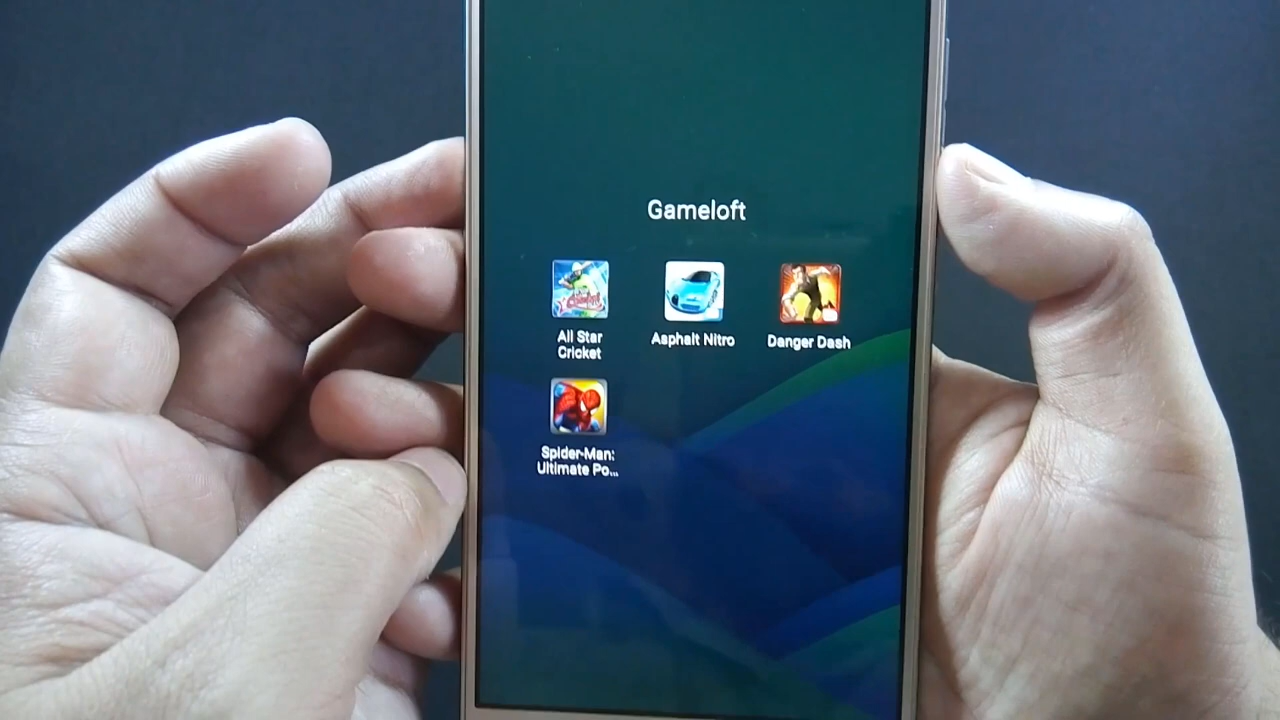 Gameloft
All Star
Cricket
Asphalt Nitro
Danger Dash
Spider-Man:
Ultimate Po...